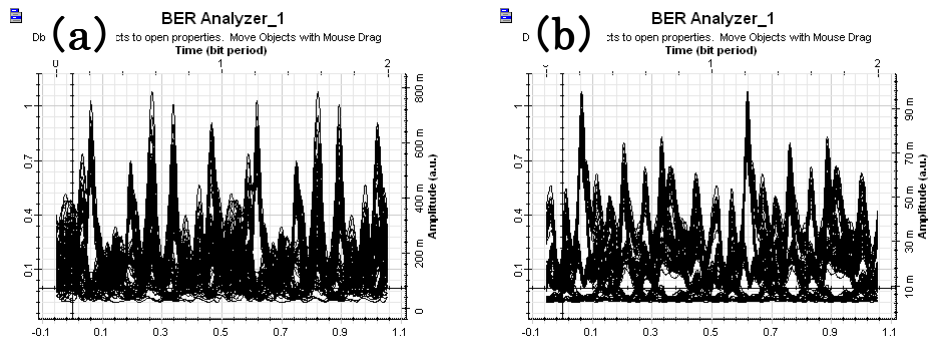 BER Analyzer_1
Db (a) cts to open properties. Move Objects with Mouse Drag
Time (bit period)
0 1 2
1
0.7
0.4
0.1
800 m
600 m
400 m
200 m
0
Amplitude (a.u.)
-0.1 0.1 0.3 0.5 0.7 0.9 1.1
BER Analyzer_1
D (b) :ts to open properties. Move Objects with Mouse Drag
Time (bit period)
1 2
1
0.7
0.4
0.1
90 m
70 m
50 m
30 m
10 m
Amplitude (a.u.)
-0.1 0.1 0.3 0.5 0.7 0.9 1.1